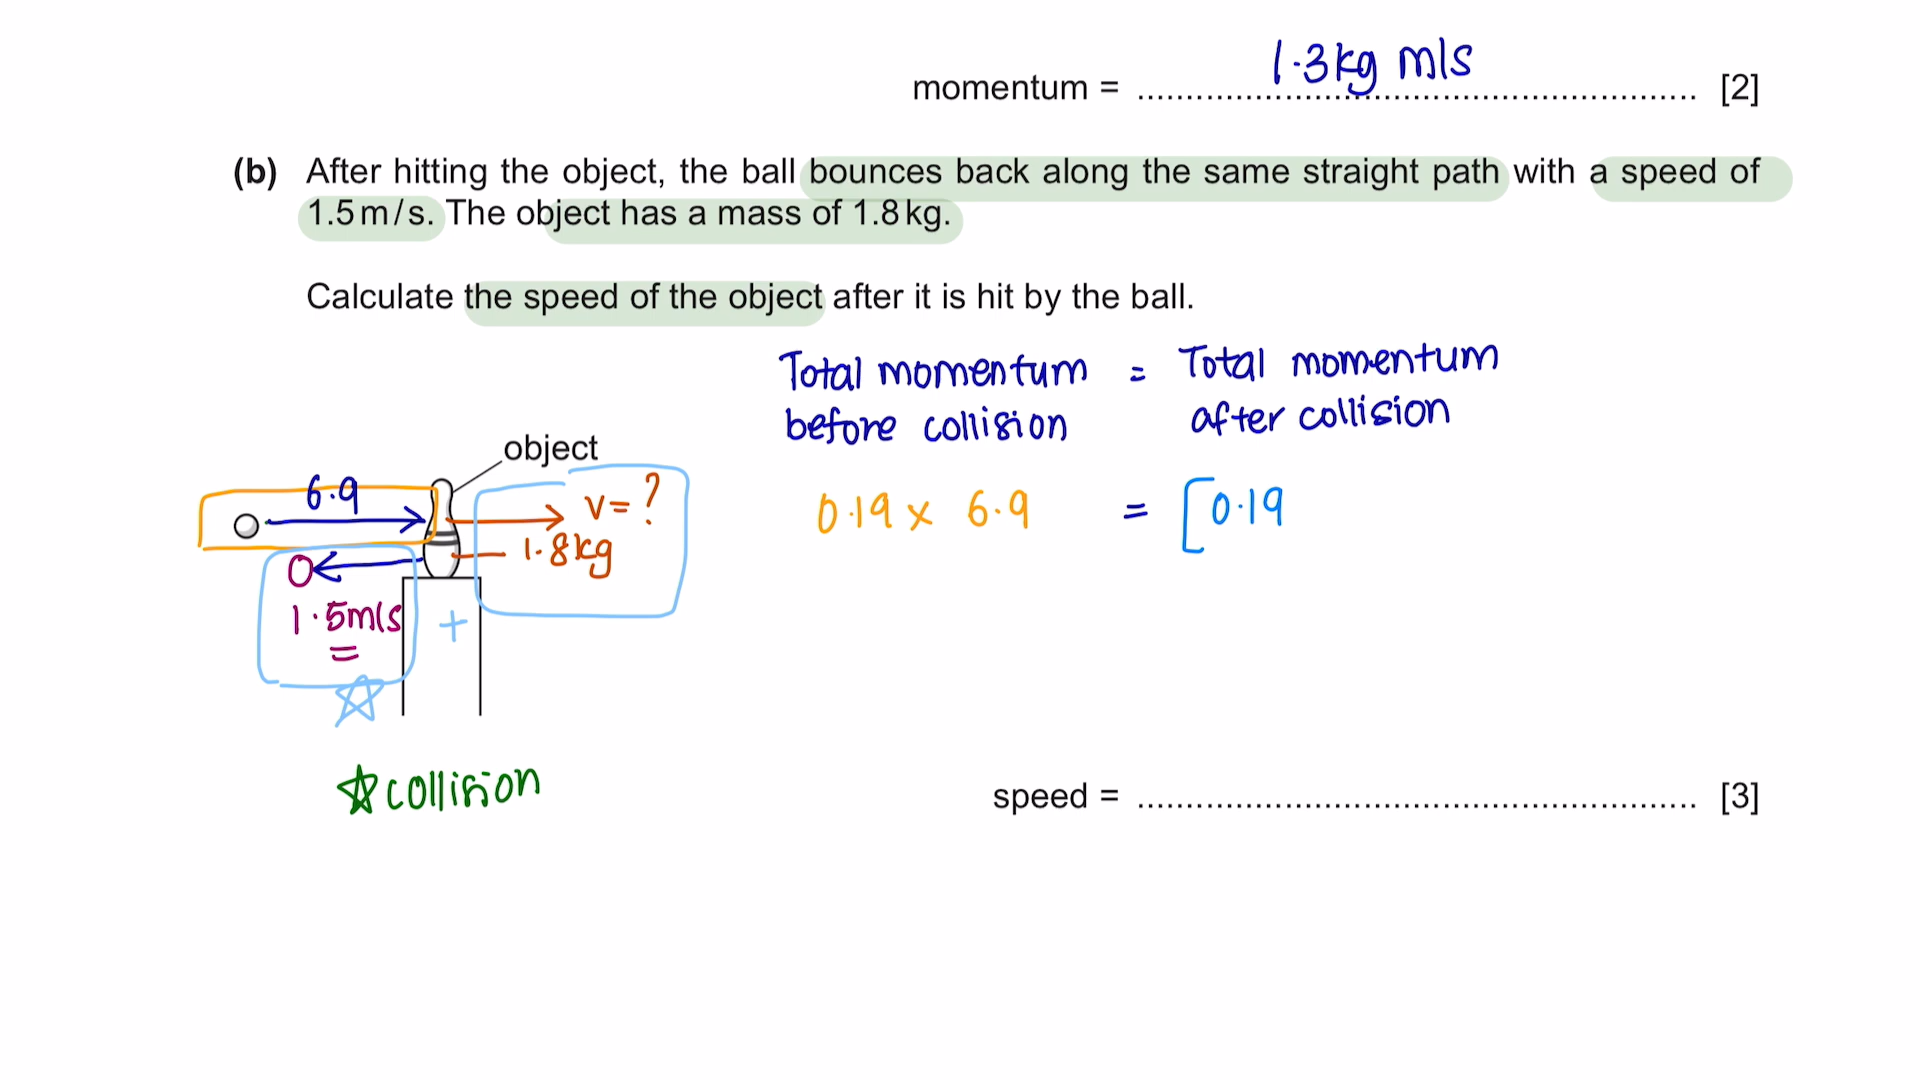 1.3kg m/s
momentum = ........................................................ [2]
(b) After hitting the object, the ball bounces back along the same straight path with a speed of
1.5 m/s. The object has a mass of 1.8 kg.
Calculate the speed of the object after it is hit by the ball.
Total momentum = Total momentum
before collision after collision
object
6.9
v = ?
1.8kg
0.19 x 6.9 = [0.19
1.5m/s
+
collision
speed = ........................................................ [3]